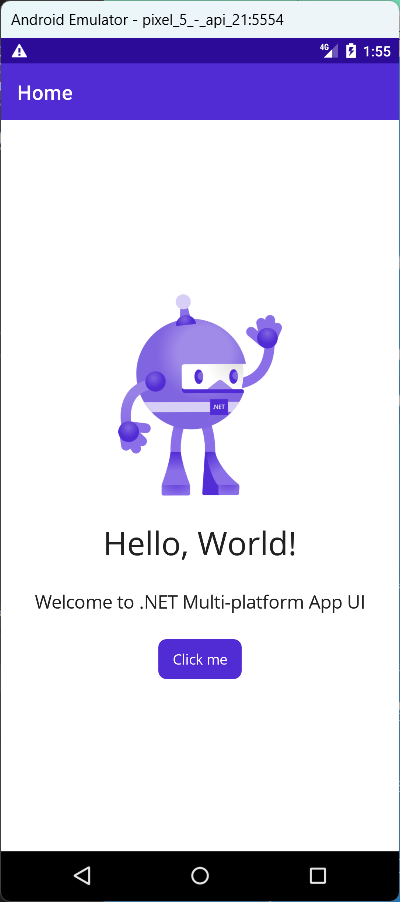 Android Emulator - pixel_5_-_api_21:5554
4G 1:55
Home
.NET
Hello, World!
Welcome to .NET Multi-platform App UI
Click me